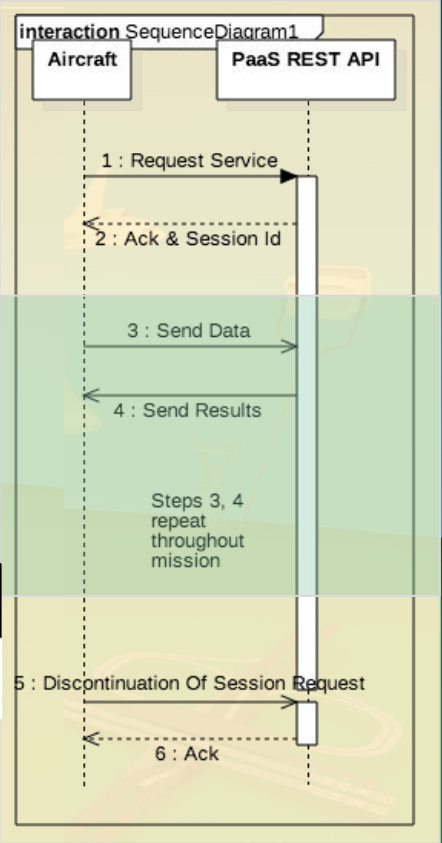 interaction SequenceDiagram1
Aircraft
PaaS REST API
1 : Request Service
2 : Ack & Session Id
3 : Send Data
4 : Send Results
Steps 3, 4
repeat
throughout
mission
5 : Discontinuation Of Session Request
6 : Ack